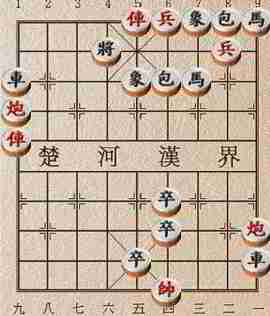 1 2 3 4 5 6 7 8 9
俥 兵 象 包 馬
將 兵
車 象 包 馬
炮
俥
楚 河 漢 界
卒
卒 炮
卒 車
帥
九 八 七 六 五 四 三 二 一